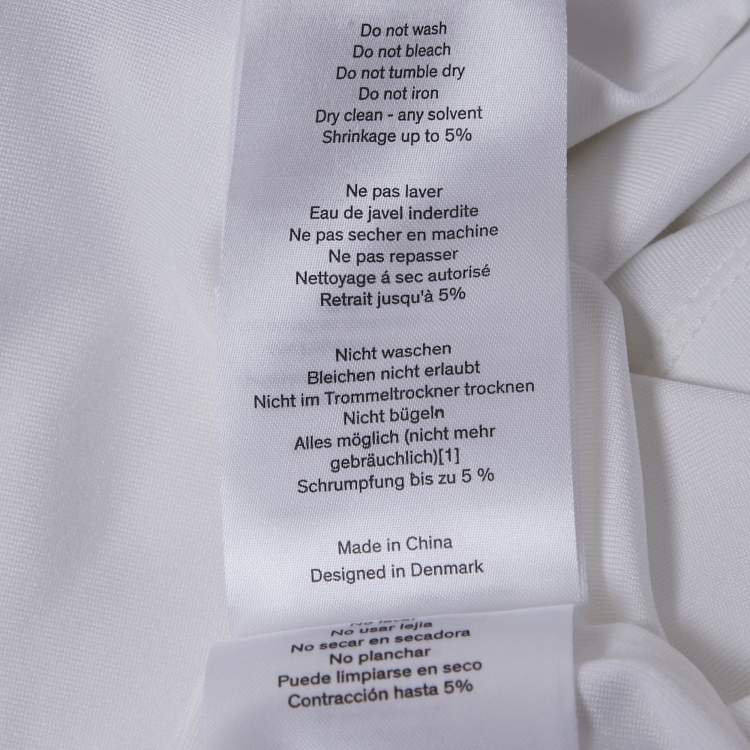 Do not wash
Do not bleach
Do not tumble dry
Do not iron
Dry clean - any solvent
Shrinkage up to 5%
Ne pas laver
Eau de javel inderdite
Ne pas secher en machine
Ne pas repasser
Nettoyage á sec autorisé
Retrait jusqu'à 5%
Nicht waschen
Bleichen nicht erlaubt
Nicht im Trommeltrockner trocknen
Nicht bügeln
Alles möglich (nicht mehr
gebräuchlich)[1]
Schrumpfung bis zu 5 %
Made in China
Designed in Denmark
No usar lejia
No secar en secadora
No planchar
Puede limpiarse en seco
Contracción hasta 5%